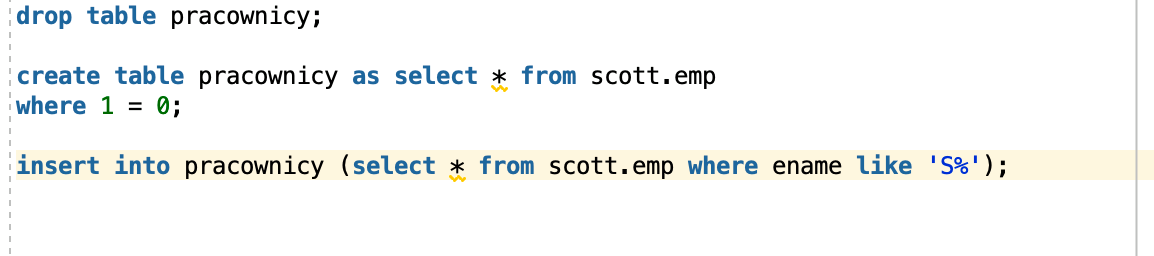 drop table pracownicy;
create table pracownicy as select * from scott.emp
where 1 = 0;
insert into pracownicy (select * from scott.emp where ename like 'S%');